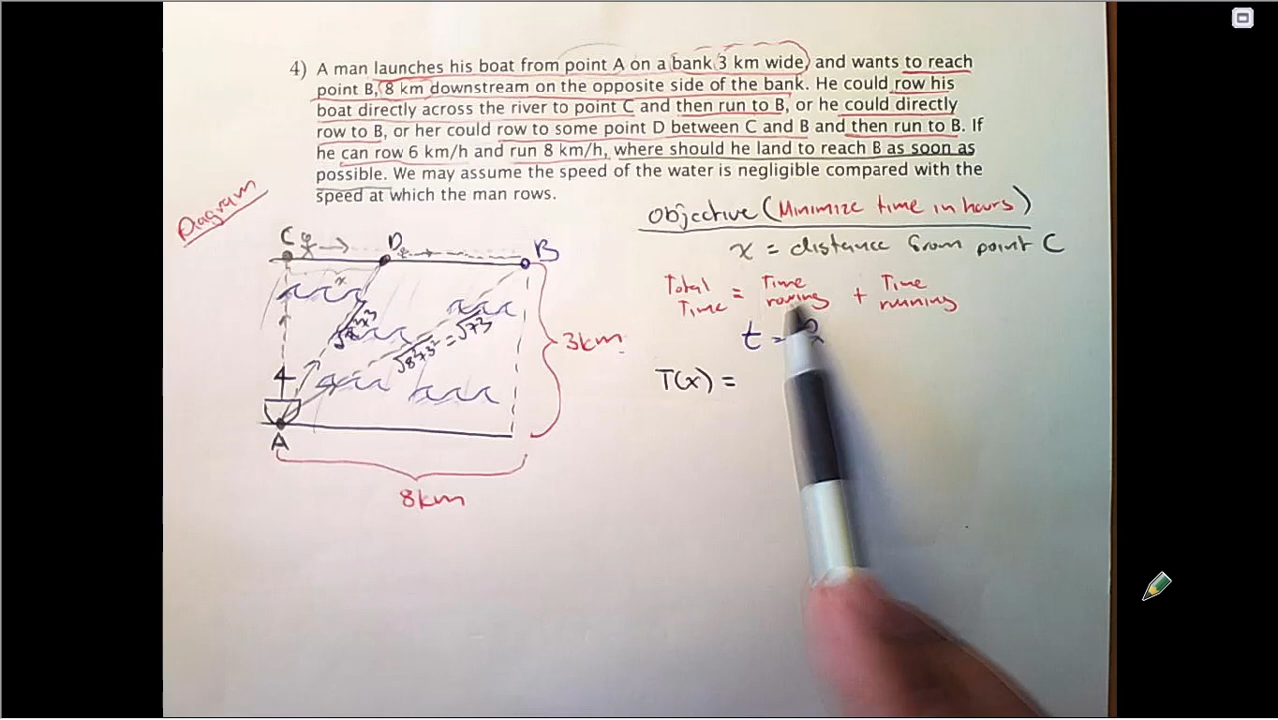 4) A man launches his boat from point A on a bank 3 km wide, and wants to reach
point B, 8 km downstream on the opposite side of the bank. He could row his
boat directly across the river to point C and then run to B, or he could directly
row to B, or her could row to some point D between C and B and then run to B. If
he can row 6 km/h and run 8 km/h, where should he land to reach B as soon as
possible. We may assume the speed of the water is negligible compared with the
speed at which the man rows.
Diagram
Objective (Minimize time in hours)
x = distance from point C
Total Time = Time rowing + Time running
t =
T(x) =
C
D
B
x
√8²+3² = √73
3km
A
8km